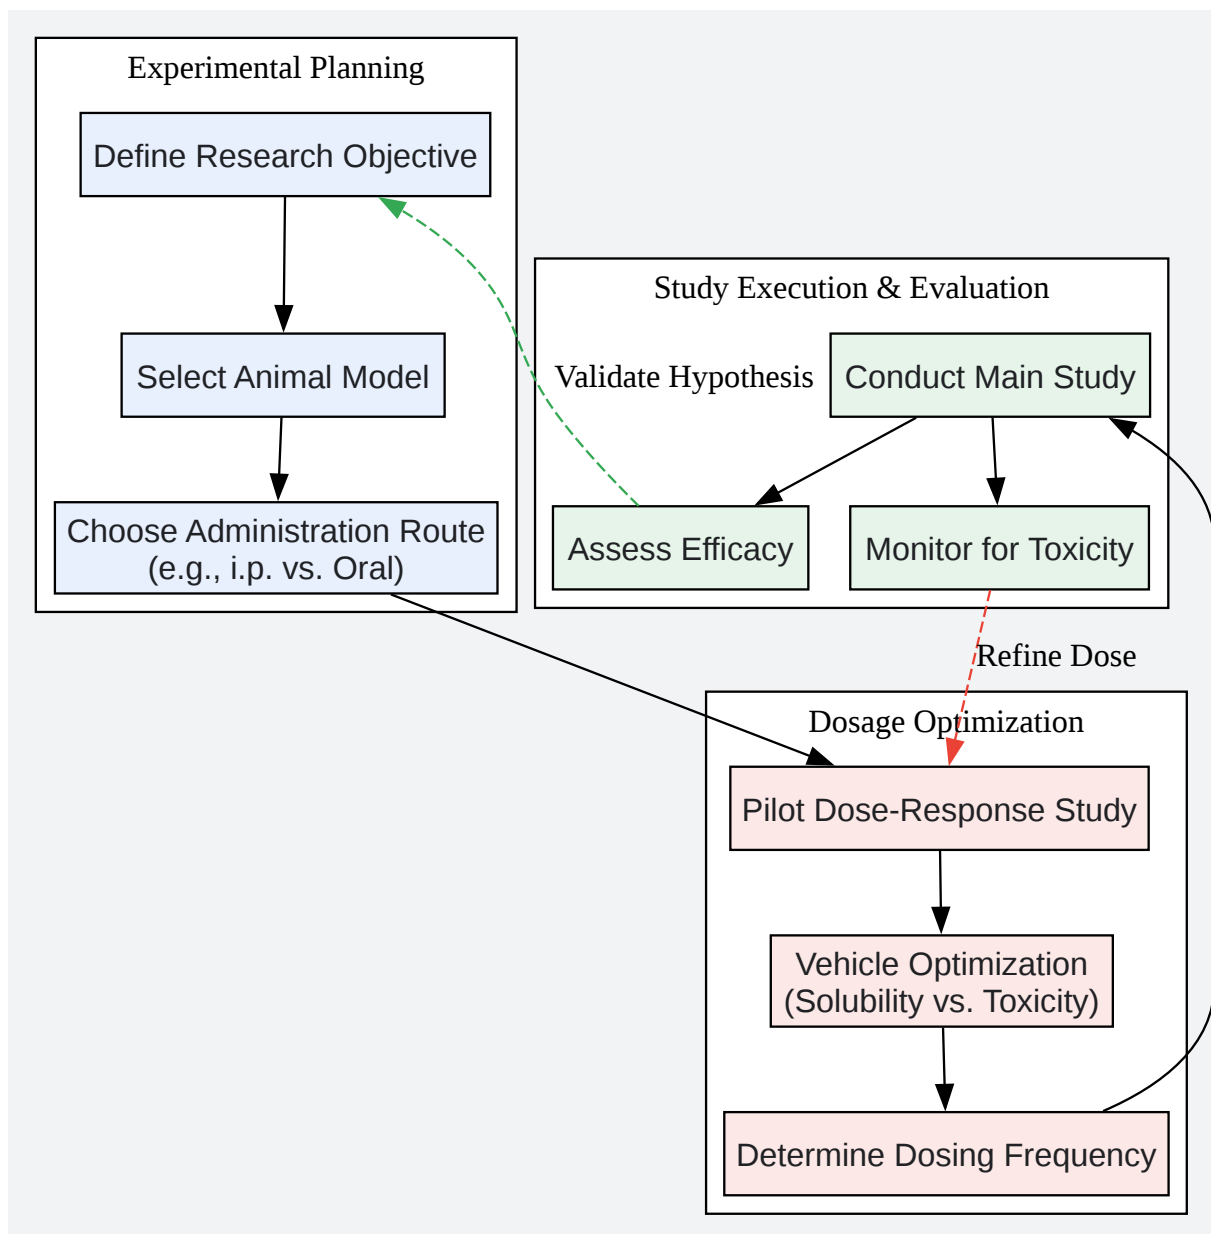 Experimental Planning
Define Research Objective
Select Animal Model
Choose Administration Route
(e.g., i.p. vs. Oral)
Study Execution & Evaluation
Validate Hypothesis
Conduct Main Study
Assess Efficacy
Monitor for Toxicity
Refine Dose
Dosage Optimization
Pilot Dose-Response Study
Vehicle Optimization
(Solubility vs. Toxicity)
Determine Dosing Frequency